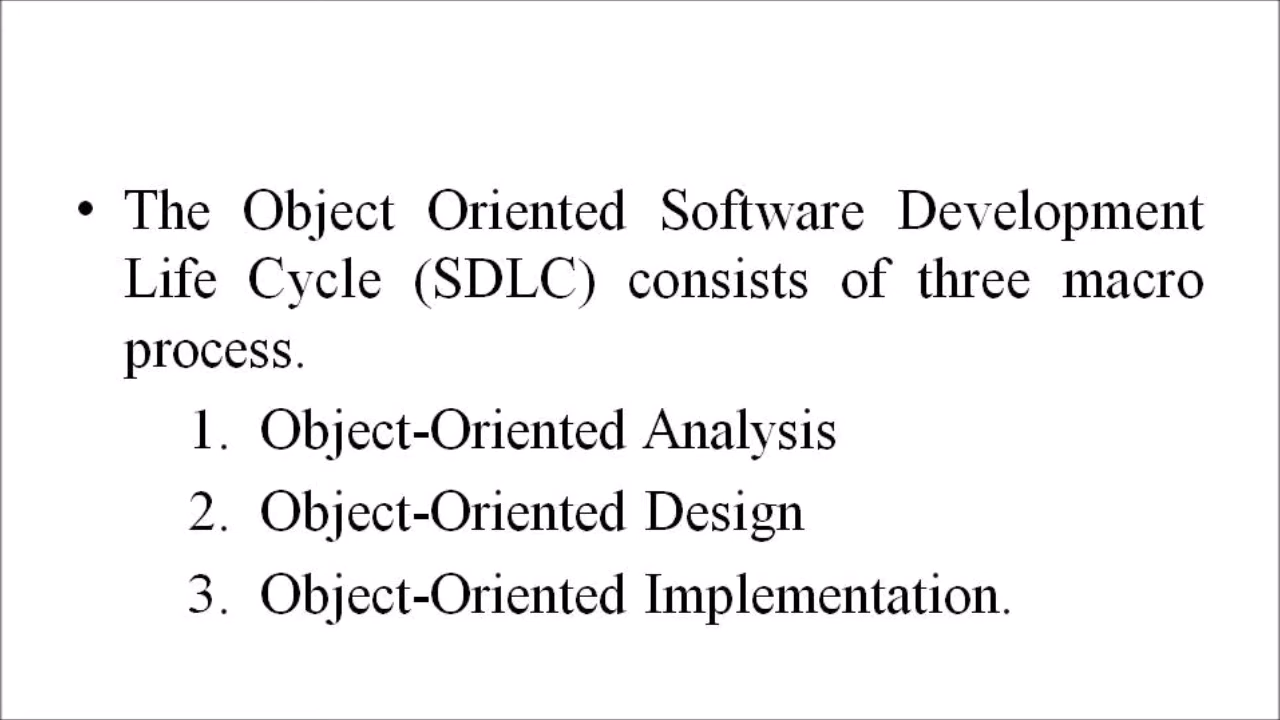 • The Object Oriented Software Development
Life Cycle (SDLC) consists of three macro
process.
1. Object-Oriented Analysis
2. Object-Oriented Design
3. Object-Oriented Implementation.